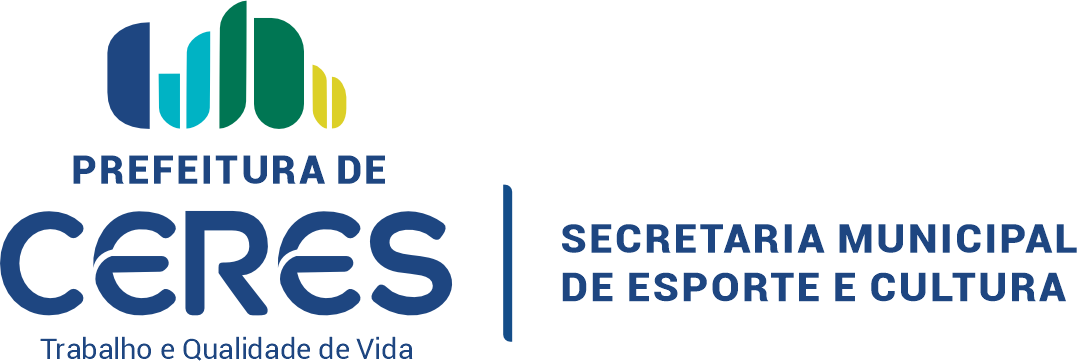 PREFEITURA DE
CERES
Trabalho e Qualidade de Vida
SECRETARIA MUNICIPAL
DE ESPORTE E CULTURA